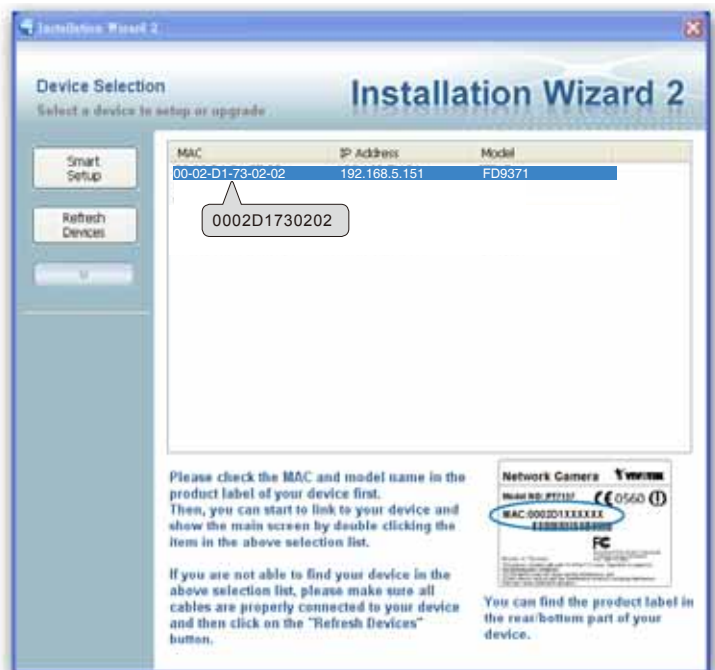 Installation Wizard 2
Device Selection
Select a device to setup or upgrade
Installation Wizard 2
Smart
Setup
Refresh
Devices
MAC IP Address Model
00-02-D1-73-02-02 192.168.5.151 FD9371
0002D1730202
Please check the MAC and model name in the
product label of your device first.
Then, you can start to link to your device and
show the main screen by double clicking the
item in the above selection list.
If you are not able to find your device in the
above selection list, please make sure all
cables are properly connected to your device
and then click on the "Refresh Devices"
button.
Network Camera VIVOTEK
Model NO: PT7137 CE0560
MAC:0002D1XXXXXX
FC
You can find the product label in
the rear/bottom part of your
device.